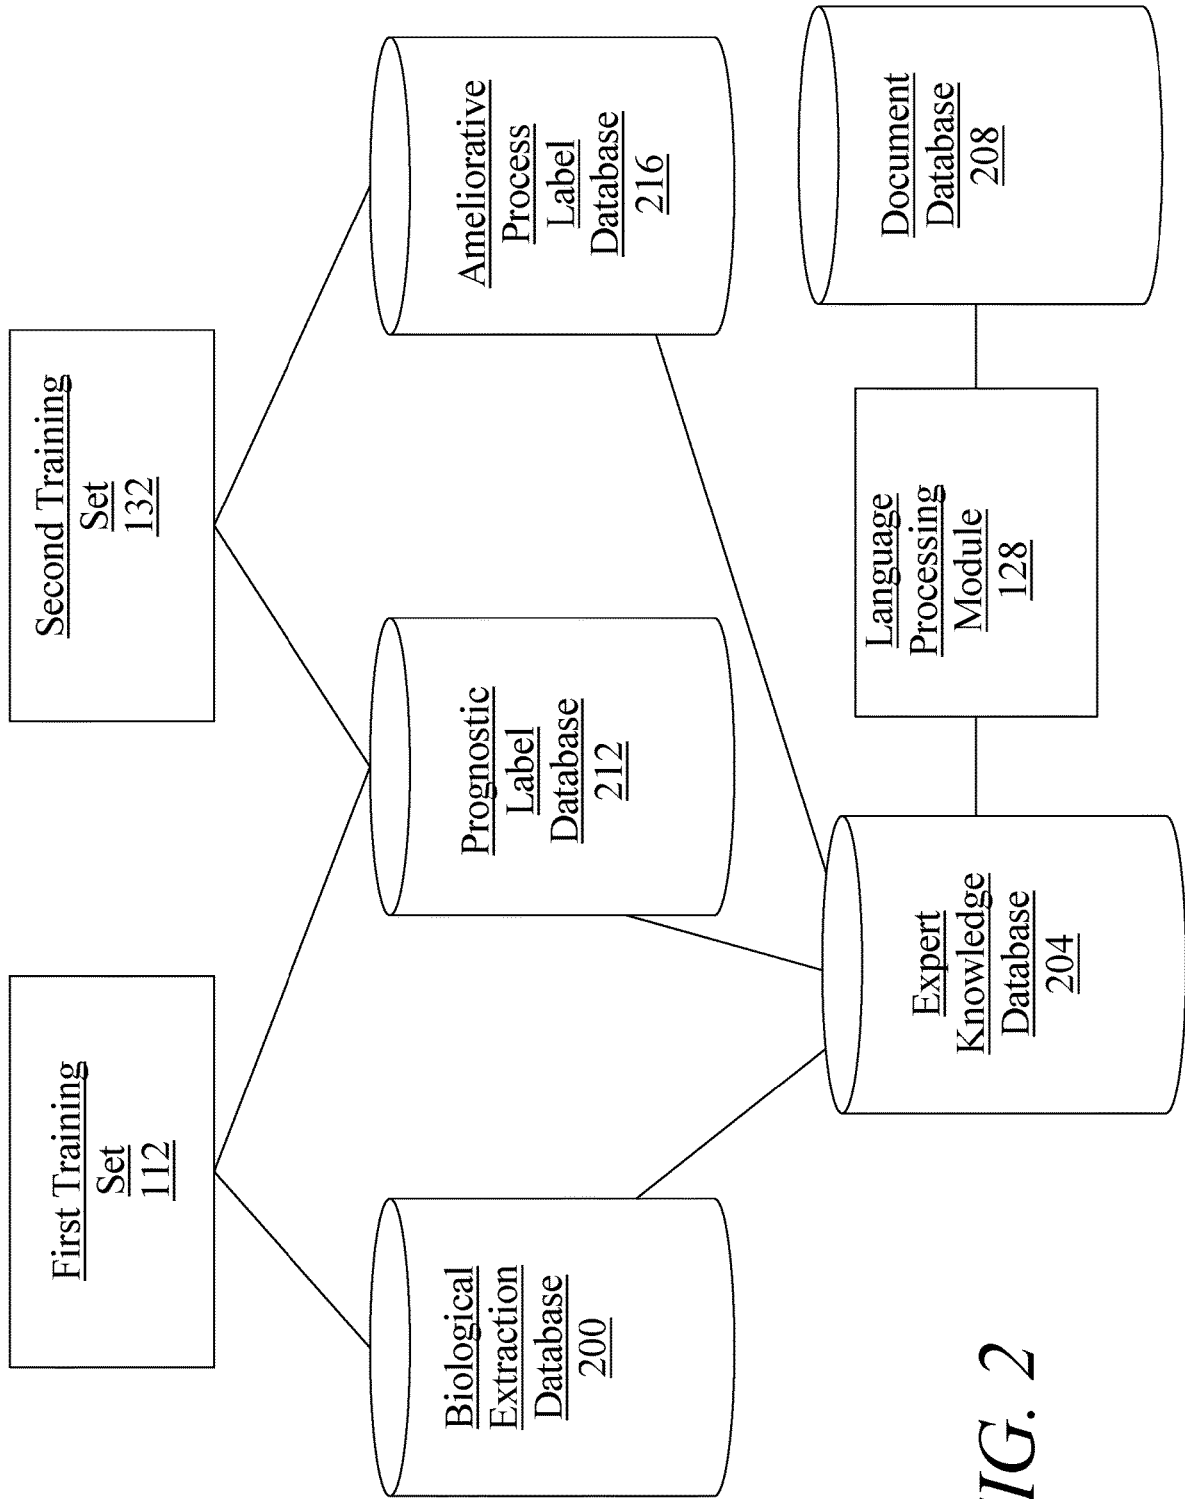 First Training
Set
112
Second Training
Set
132
Biological
Extraction
Database
200
Prognostic
Label
Database
212
Ameliorative
Process
Label
Database
216
Expert
Knowledge
Database
204
Language
Processing
Module
128
Document
Database
208
IG. 2